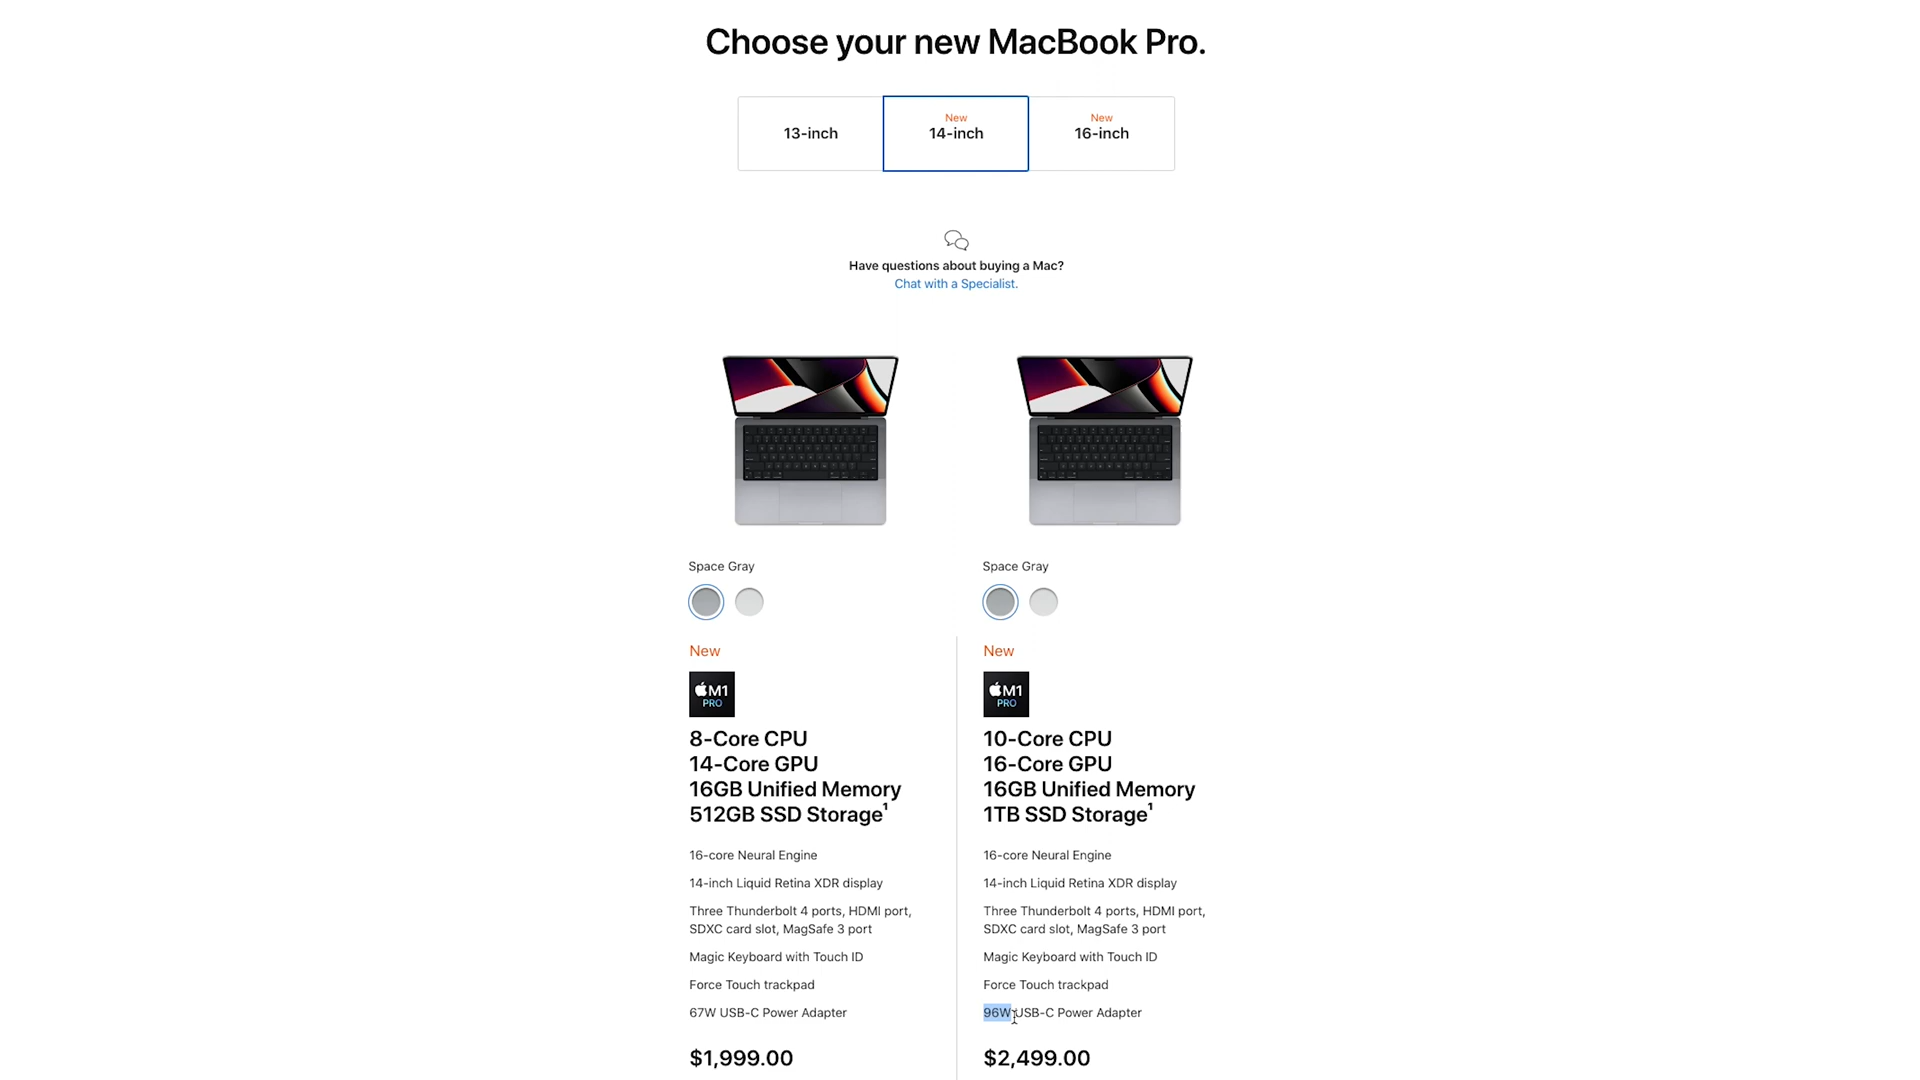 Choose your new MacBook Pro.
13-inch
New
14-inch
New
16-inch
Have questions about buying a Mac?
Chat with a Specialist.
Space Gray
New
M1
PRO
8-Core CPU
14-Core GPU
16GB Unified Memory
512GB SSD Storage¹
16-core Neural Engine
14-inch Liquid Retina XDR display
Three Thunderbolt 4 ports, HDMI port,
SDXC card slot, MagSafe 3 port
Magic Keyboard with Touch ID
Force Touch trackpad
67W USB-C Power Adapter
$1,999.00
Space Gray
New
M1
PRO
10-Core CPU
16-Core GPU
16GB Unified Memory
1TB SSD Storage¹
16-core Neural Engine
14-inch Liquid Retina XDR display
Three Thunderbolt 4 ports, HDMI port,
SDXC card slot, MagSafe 3 port
Magic Keyboard with Touch ID
Force Touch trackpad
96W USB-C Power Adapter
$2,499.00